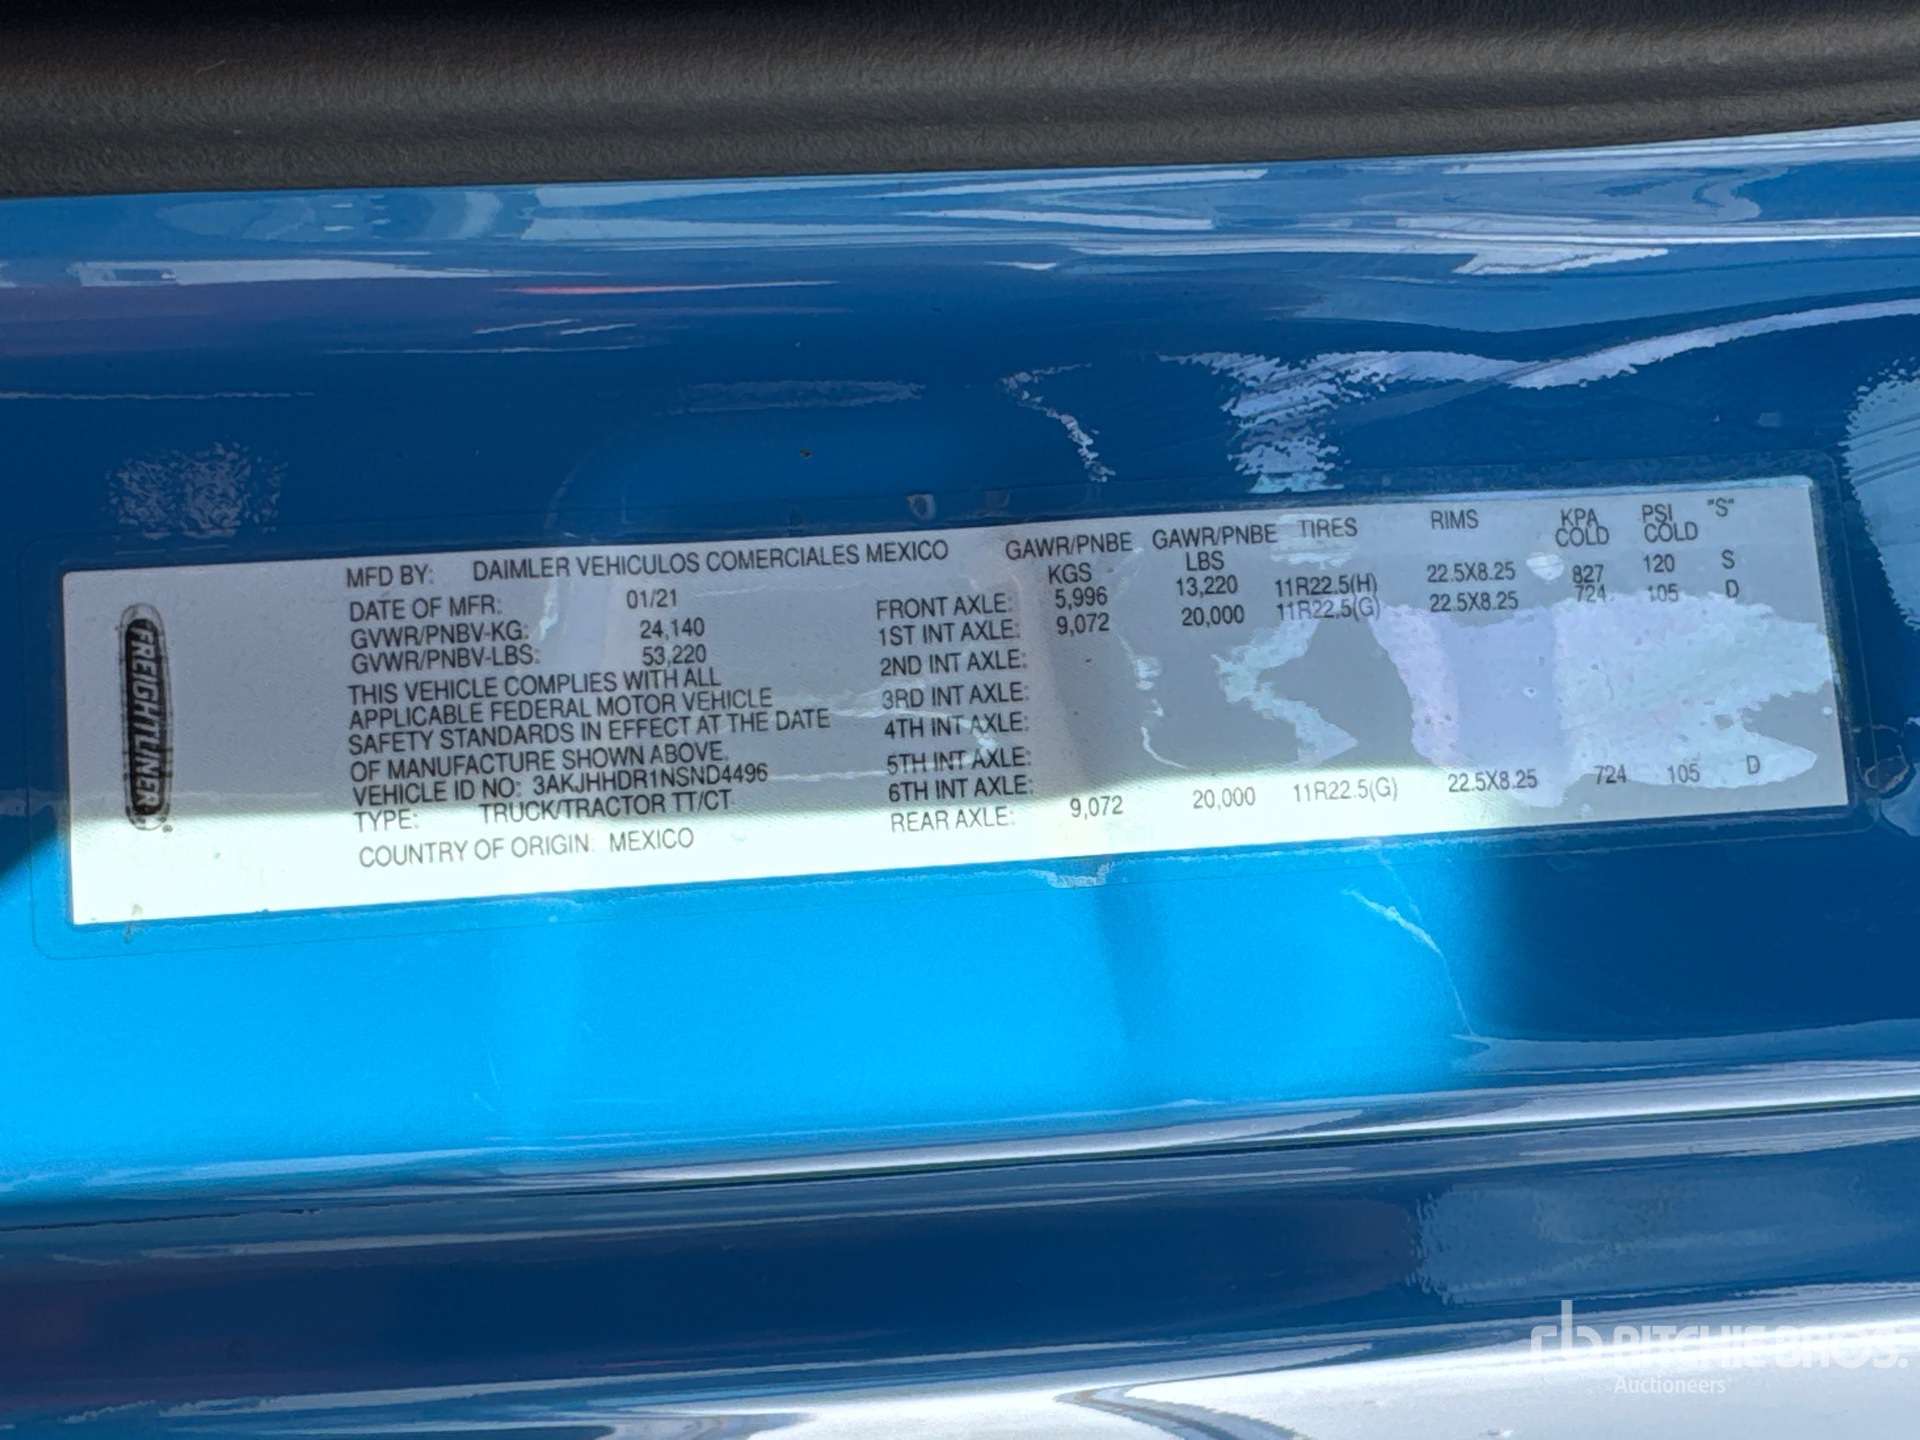 FREIGHTLINER
MFD BY: DAIMLER VEHICULOS COMERCIALES MEXICO
DATE OF MFR: 01/21
GVWR/PNBV-KG: 24,140
GVWR/PNBV-LBS: 53,220
THIS VEHICLE COMPLIES WITH ALL
APPLICABLE FEDERAL MOTOR VEHICLE
SAFETY STANDARDS IN EFFECT AT THE DATE
OF MANUFACTURE SHOWN ABOVE.
VEHICLE ID NO: 3AKJHHDR1NSND4496
TYPE: TRUCK/TRACTOR TT/CT
COUNTRY OF ORIGIN: MEXICO
GAWR/PNBE KGS GAWR/PNBE LBS TIRES RIMS KPA COLD PSI COLD "S"
FRONT AXLE: 5,996 13,220 11R22.5(H) 22.5X8.25 827 120 S
1ST INT AXLE: 9,072 20,000 11R22.5(G) 22.5X8.25 724 105 D
2ND INT AXLE:
3RD INT AXLE:
4TH INT AXLE:
5TH INT AXLE:
6TH INT AXLE:
REAR AXLE: 9,072 20,000 11R22.5(G) 22.5X8.25 724 105 D
rb RITCHIE BROS.
Auctioneers